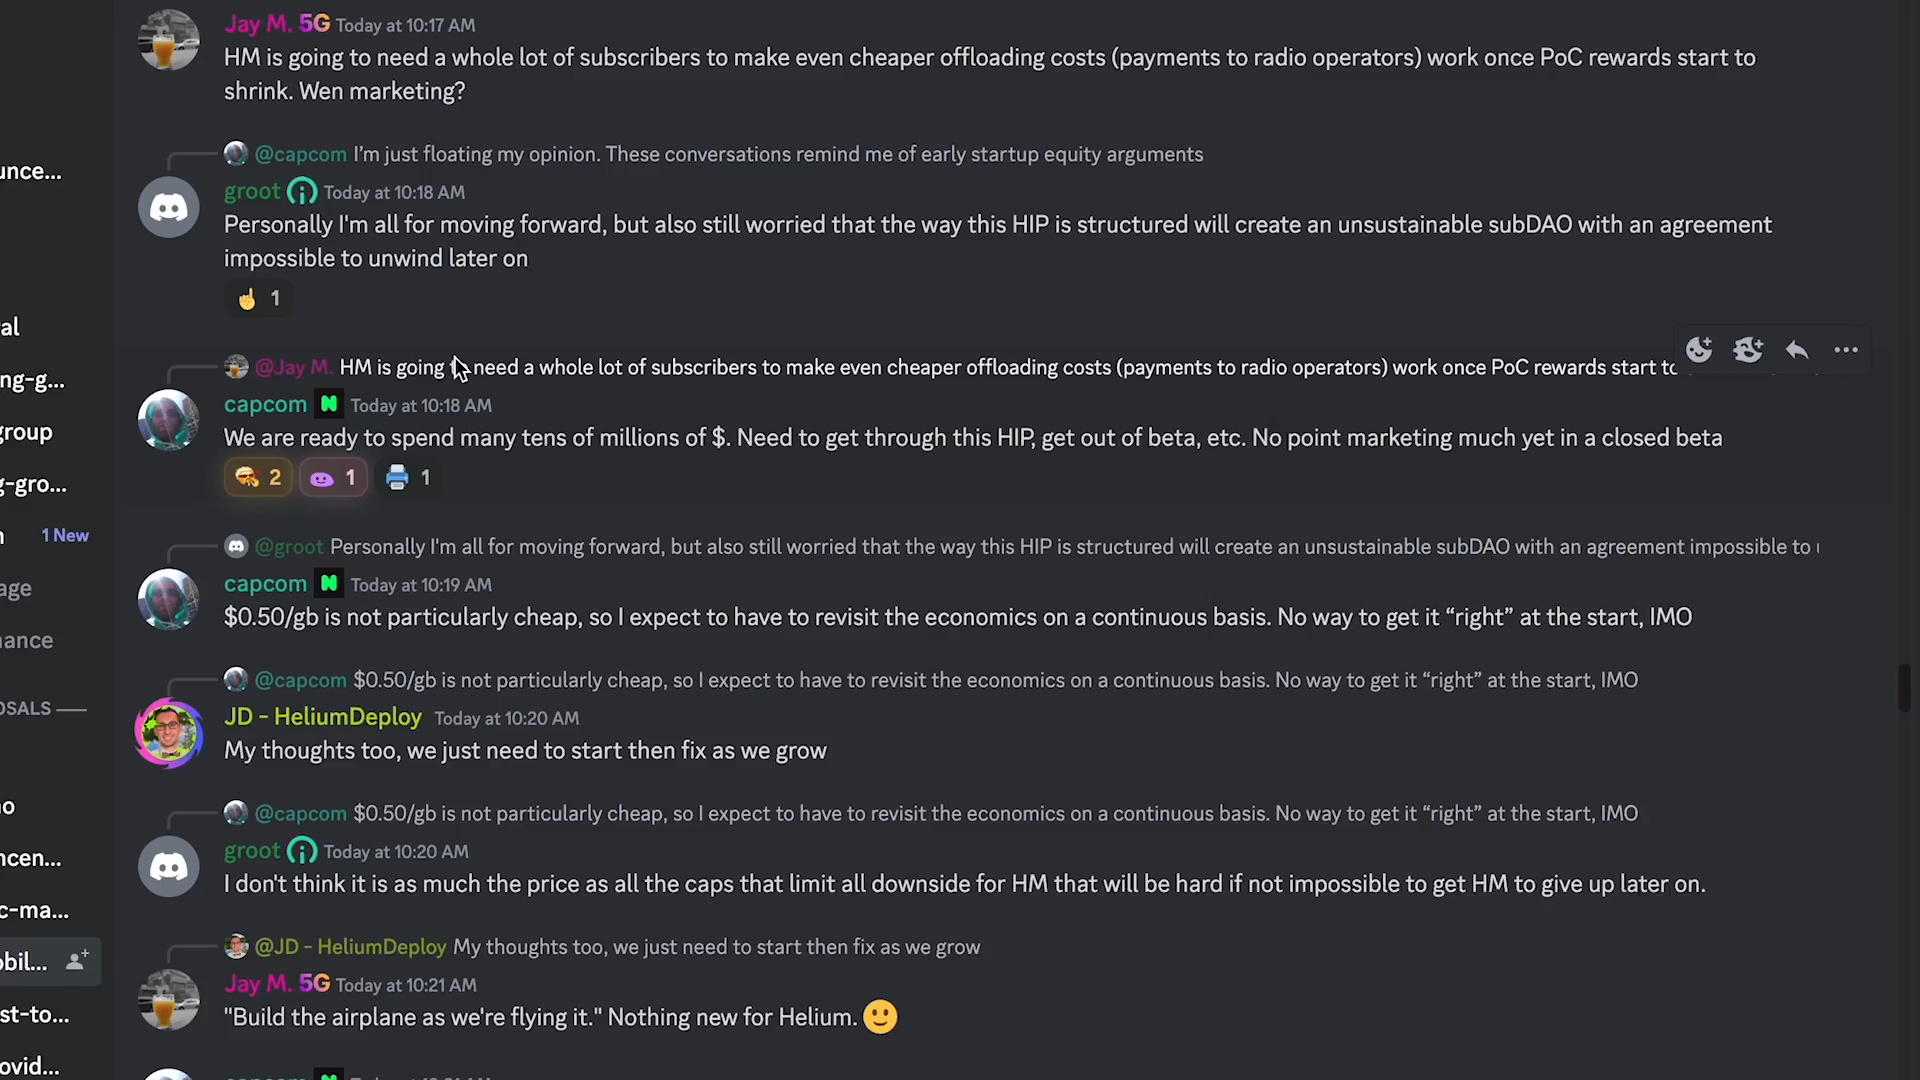 Jay M. 5G Today at 10:17 AM
HM is going to need a whole lot of subscribers to make even cheaper offloading costs (payments to radio operators) work once PoC rewards start to
shrink. Wen marketing?
@capcom I'm just floating my opinion. These conversations remind me of early startup equity arguments
unce...
groot Today at 10:18 AM
Personally I'm all for moving forward, but also still worried that the way this HIP is structured will create an unsustainable subDAO with an agreement
impossible to unwind later on
1
al
@Jay M. HM is going need a whole lot of subscribers to make even cheaper offloading costs (payments to radio operators) work once PoC rewards start to
ng-g...
capcom N Today at 10:18 AM
group
We are ready to spend many tens of millions of $. Need to get through this HIP, get out of beta, etc. No point marketing much yet in a closed beta
2 1 1
g-gro...
1 New
@groot Personally I'm all for moving forward, but also still worried that the way this HIP is structured will create an unsustainable subDAO with an agreement impossible to
capcom N Today at 10:19 AM
age
$0.50/gb is not particularly cheap, so I expect to have to revisit the economics on a continuous basis. No way to get it “right” at the start, IMO
nance
@capcom $0.50/gb is not particularly cheap, so I expect to have to revisit the economics on a continuous basis. No way to get it “right” at the start, IMO
OSALS
JD - HeliumDeploy Today at 10:20 AM
My thoughts too, we just need to start then fix as we grow
o
@capcom $0.50/gb is not particularly cheap, so I expect to have to revisit the economics on a continuous basis. No way to get it “right” at the start, IMO
groot Today at 10:20 AM
ncen...
I don't think it is as much the price as all the caps that limit all downside for HM that will be hard if not impossible to get HM to give up later on.
c-ma...
@JD - HeliumDeploy My thoughts too, we just need to start then fix as we grow
obil...
Jay M. 5G Today at 10:21 AM
"Build the airplane as we're flying it." Nothing new for Helium.
st-to...
ovid...